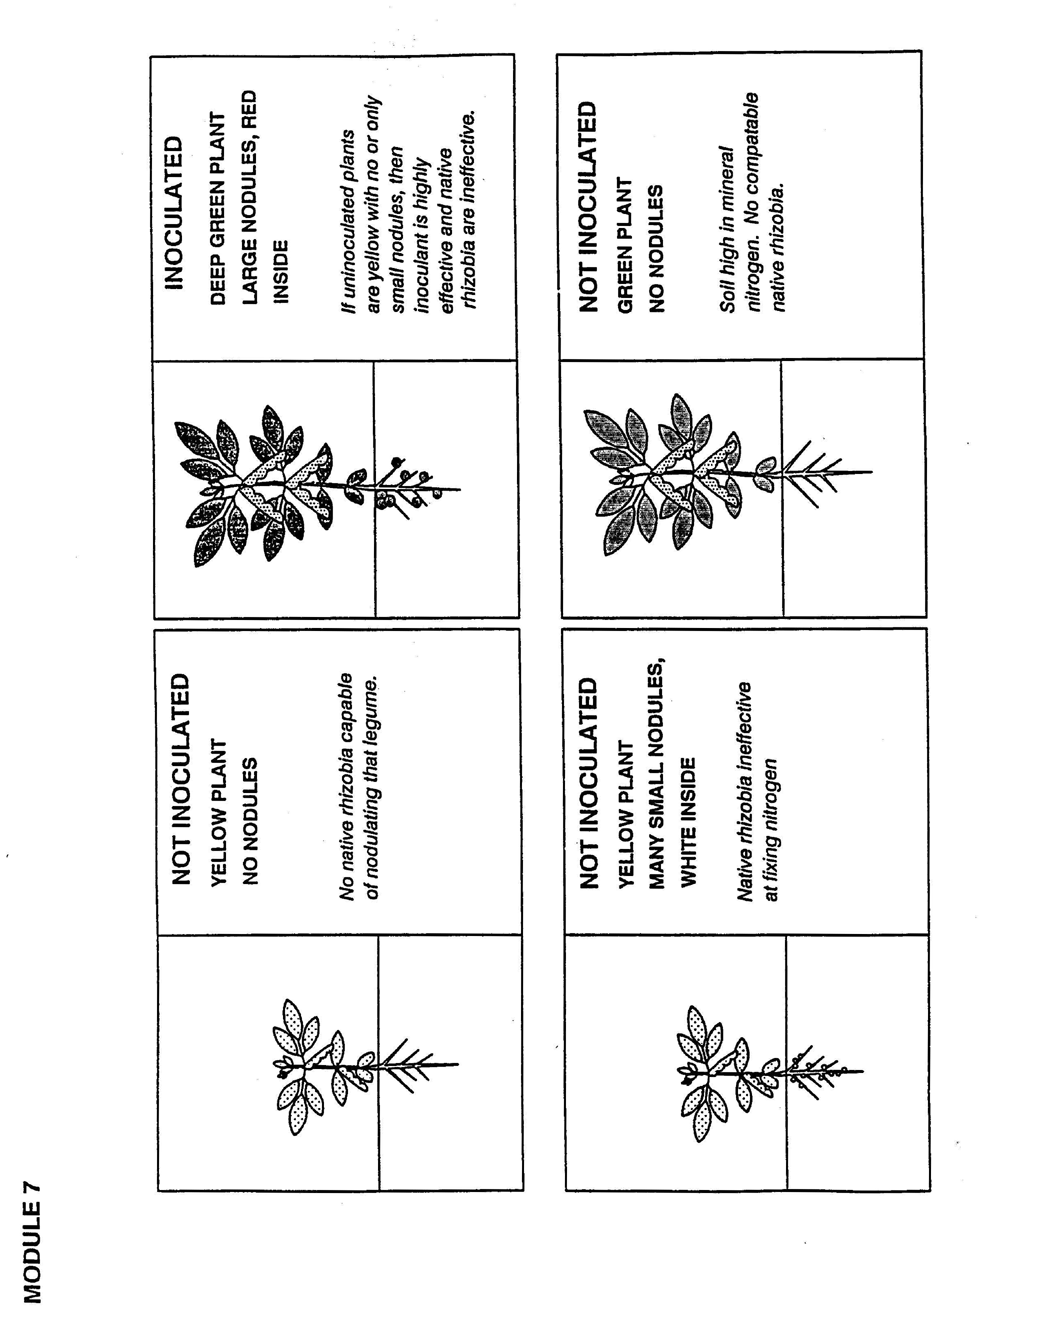 MODULE 7
NOT INOCULATED
YELLOW PLANT
NO NODULES
No native rhizobia capable
of nodulating that legume.
INOCULATED
DEEP GREEN PLANT
LARGE NODULES, RED
INSIDE
If uninoculated plants
are yellow with no or only
small nodules, then
inoculant is highly
effective and native
rhizobia are ineffective.
NOT INOCULATED
YELLOW PLANT
MANY SMALL NODULES,
WHITE INSIDE
Native rhizobia ineffective
at fixing nitrogen
NOT INOCULATED
GREEN PLANT
NO NODULES
Soil high in mineral
nitrogen. No compatable
native rhizobia.